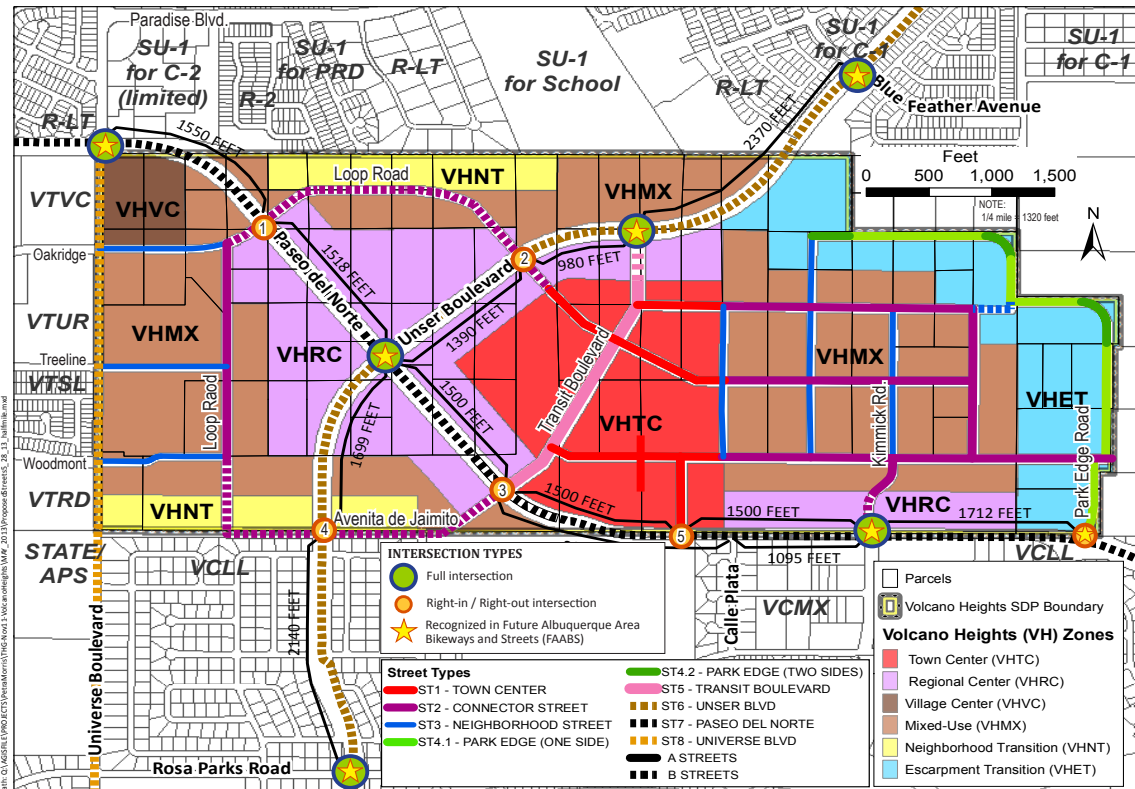 Paradise Blvd.
SU-1
for C-2
(limited)
SU-1
for PRD
R-LT
R-2
R-LT
SU-1
for School
R-LT
SU-1
for C-1
SU-1
for C-1
Blue Feather Avenue
1550 FEET
2370 FEET
Feet
0 500 1,000 1,500
NOTE:
1/4 mile = 1320 feet
N
Loop Road
VHNT
VHMX
VTVC
VHVC
1
Paseo del Norte
Oakridge
1518 FEET
2
980 FEET
Unser Boulevard
1390 FEET
VTUR
VHMX
VHRC
Transit Boulevard
VHMX
Treeline
VTSL
Loop Raod
1500 FEET
VHTC
Kimmick Rd.
VHET
Park Edge Road
1699 FEET
Woodmont
VTRD
VHNT
3
1500 FEET
1500 FEET
VHRC
1712 FEET
4
Avenita de Jaimito
5
STATE/
APS
VCLL
1095 FEET
VCLL
Calle Plata
VCMX
2140 FEET
Universe Boulevard
Rosa Parks Road
INTERSECTION TYPES
Full intersection
Right-in / Right-out intersection
Recognized in Future Albuquerque Area
Bikeways and Streets (FAABS)
Street Types
ST1 - TOWN CENTER
ST2 - CONNECTOR STREET
ST3 - NEIGHBORHOOD STREET
ST4.1 - PARK EDGE (ONE SIDE)
ST4.2 - PARK EDGE (TWO SIDES)
ST5 - TRANSIT BOULEVARD
ST6 - UNSER BLVD
ST7 - PASEO DEL NORTE
ST8 - UNIVERSE BLVD
A STREETS
B STREETS
Parcels
Volcano Heights SDP Boundary
Volcano Heights (VH) Zones
Town Center (VHTC)
Regional Center (VHRC)
Village Center (VHVC)
Mixed-Use (VHMX)
Neighborhood Transition (VHNT)
Escarpment Transition (VHET)